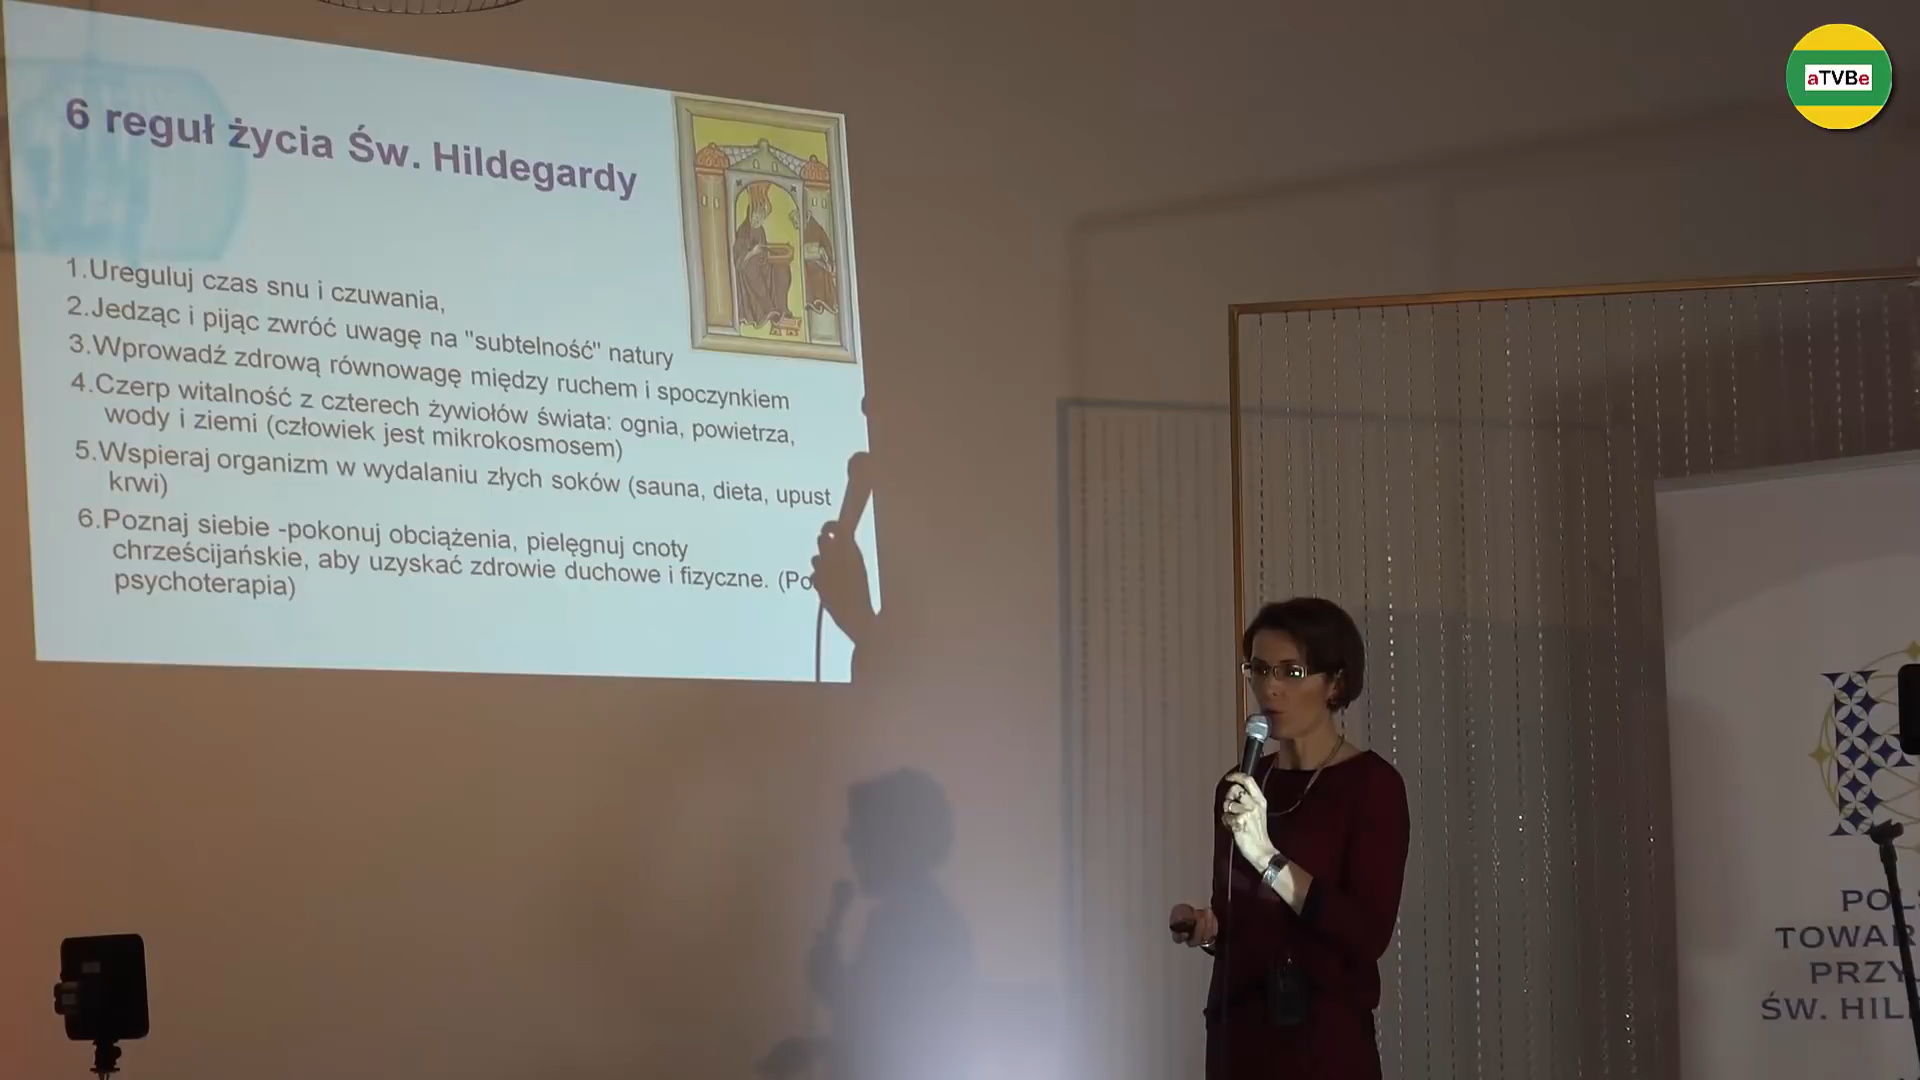 aTVBe
6 reguł życia Św. Hildegardy
1.Ureguluj czas snu i czuwania,
2.Jedząc i pijąc zwróć uwagę na "subtelność" natury
3.Wprowadź zdrową równowagę między ruchem i spoczynkiem
4.Czerp witalność z czterech żywiołów świata: ognia, powietrza,
wody i ziemi (człowiek jest mikrokosmosem)
5.Wspieraj organizm w wydalaniu złych soków (sauna, dieta, upust
krwi)
6.Poznaj siebie -pokonuj obciążenia, pielęgnuj cnoty
chrześcijańskie, aby uzyskać zdrowie duchowe i fizyczne. (Po
psychoterapia)
POL
TOWAR
PRZY
ŚW. HIL